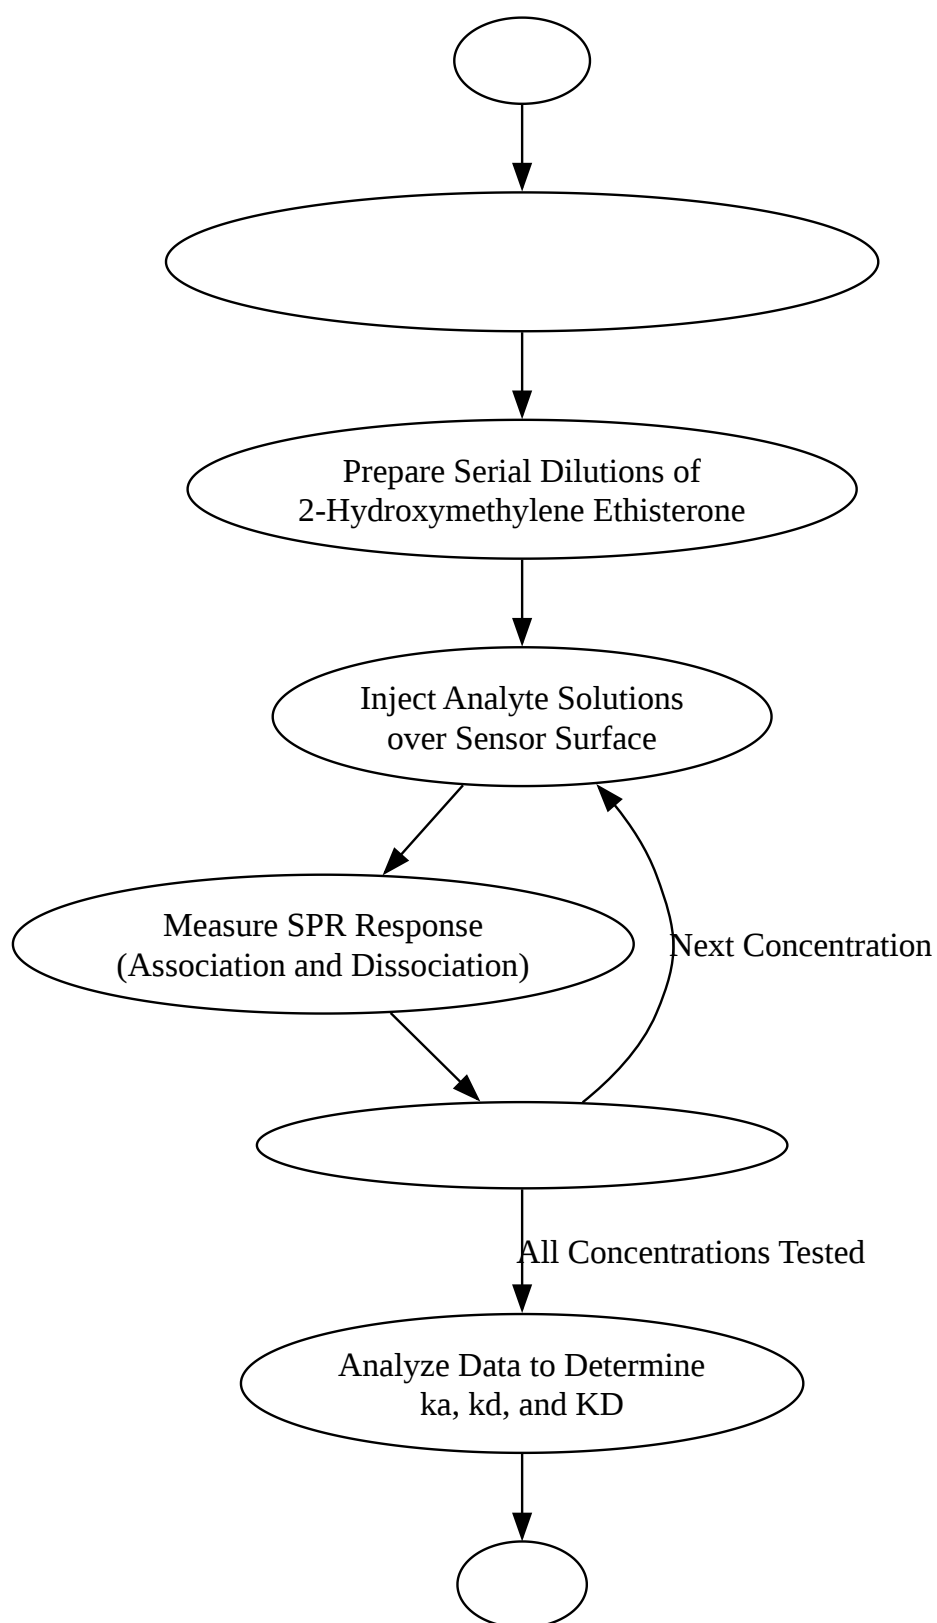 Prepare Serial Dilutions of
2-Hydroxymethylene Ethisterone
Inject Analyte Solutions
over Sensor Surface
Measure SPR Response
(Association and Dissociation)
Next Concentration
All Concentrations Tested
Analyze Data to Determine
ka, kd, and KD